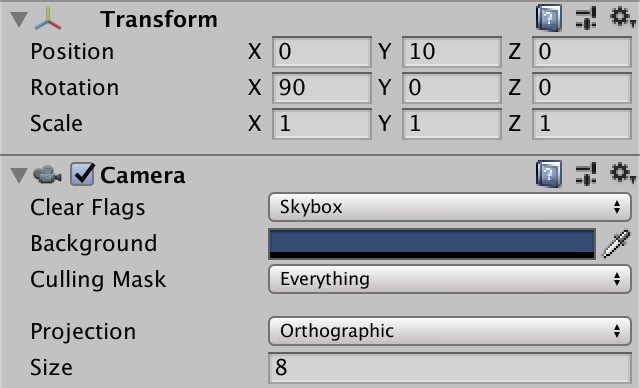 Transform
Position X 0 Y 10 Z 0
Rotation X 90 Y 0 Z 0
Scale X 1 Y 1 Z 1
Camera
Clear Flags Skybox
Background
Culling Mask Everything
Projection Orthographic
Size 8